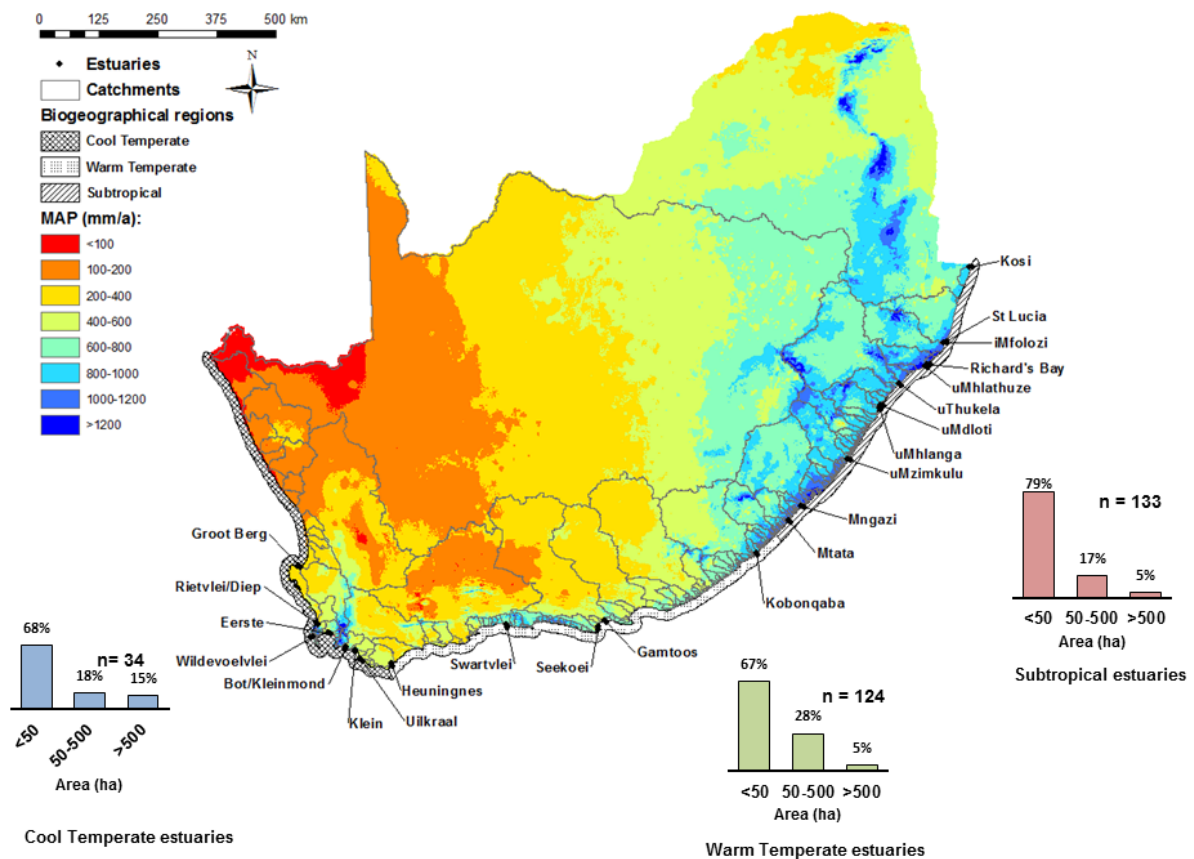 0 125 250 375 500 km
N
Estuaries
Catchments
Biogeographical regions
Cool Temperate
Warm Temperate
Subtropical
MAP (mm/a):
<100
100-200
200-400
400-600
600-800
800-1000
1000-1200
>1200
Kosi
St Lucia
iMfolozi
Richard's Bay
uMhlathuze
uThukela
uMdloti
uMhlanga
uMzimkulu
Mngazi
Mtata
Kobonqaba
Gamtoos
Seekoei
Swartvlei
Heuningnes
Uilkraal
Klein
Bot/Kleinmond
Wildevoelvlei
Eerste
Rietvlei/Diep
Groot Berg
68%
n= 34
18%
15%
<50
50-500
>500
Area (ha)
Cool Temperate estuaries
67%
n = 124
28%
5%
<50 50-500 >500
Area (ha)
Warm Temperate estuaries
79%
n = 133
17%
5%
<50 50-500 >500
Area (ha)
Subtropical estuaries